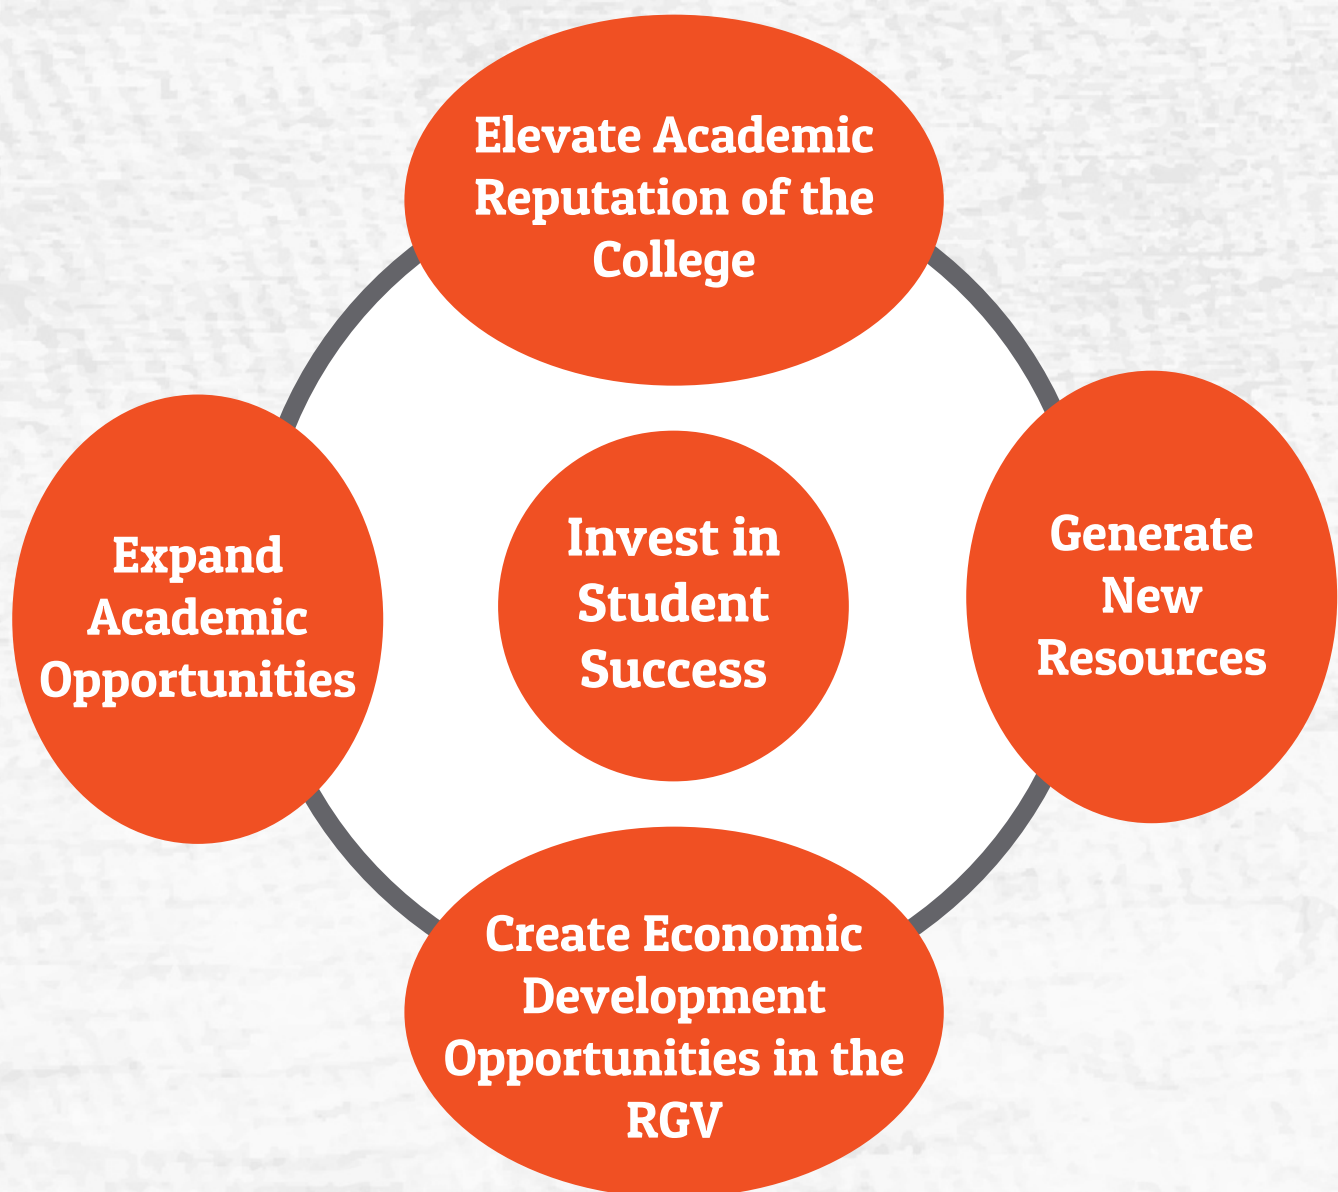 Elevate Academic
Reputation of the
College
Expand
Academic
Opportunities
Invest in
Student
Success
Generate
New
Resources
Create Economic
Development
Opportunities in the
RGV